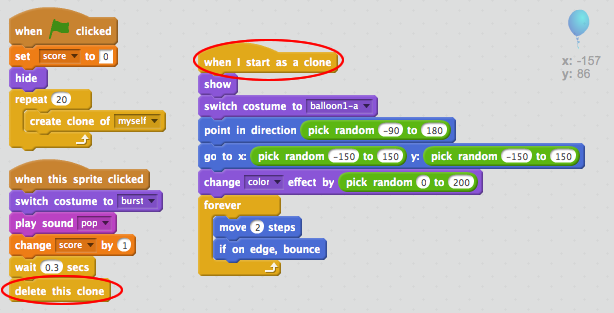 when clicked
set score to 0
hide
repeat 20
create clone of myself
when this sprite clicked
switch costume to burst
play sound pop
change score by 1
wait 0.3 secs
delete this clone
when I start as a clone
show
switch costume to balloon1-a
point in direction pick random -90 to 180
go to x: pick random -150 to 150 y: pick random -150 to 150
change color effect by pick random 0 to 200
forever
move 2 steps
if on edge, bounce
x: -157
y: 86